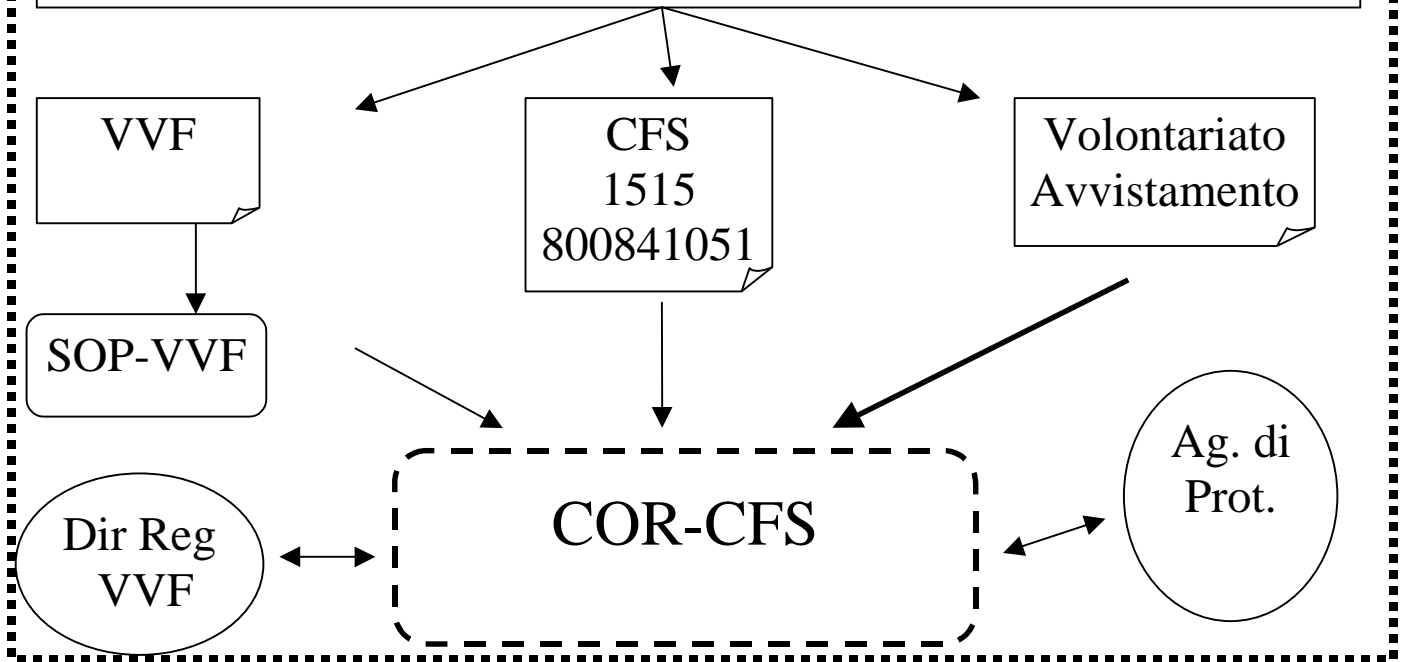 VVF
CFS
1515
800841051
Volontariato
Avvistamento
SOP-VVF
Ag. di
Prot.
Dir Reg
VVF
COR-CFS